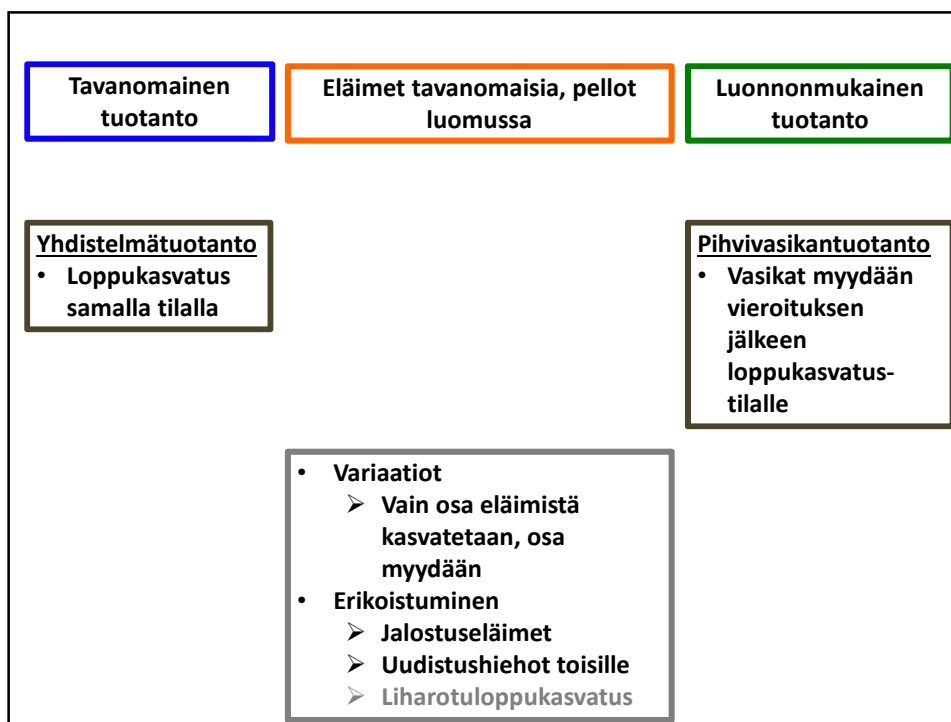 Tavanomainen
tuotanto
Eläimet tavanomaisia, pellot
luomussa
Luonnonmukainen
tuotanto
Yhdistelmätuotanto
• Loppukasvatus
samalla tilalla
Pihvivasikantuotanto
• Vasikat myydään
vieroituksen
jälkeen
loppukasvatus-
tilalle
• Variaatiot
➢ Vain osa eläimistä
kasvatetaan, osa
myydään
• Erikoistuminen
➢ Jalostuseläimet
➢ Uudistushiehot toisille
➢ Liharotuloppukasvatus